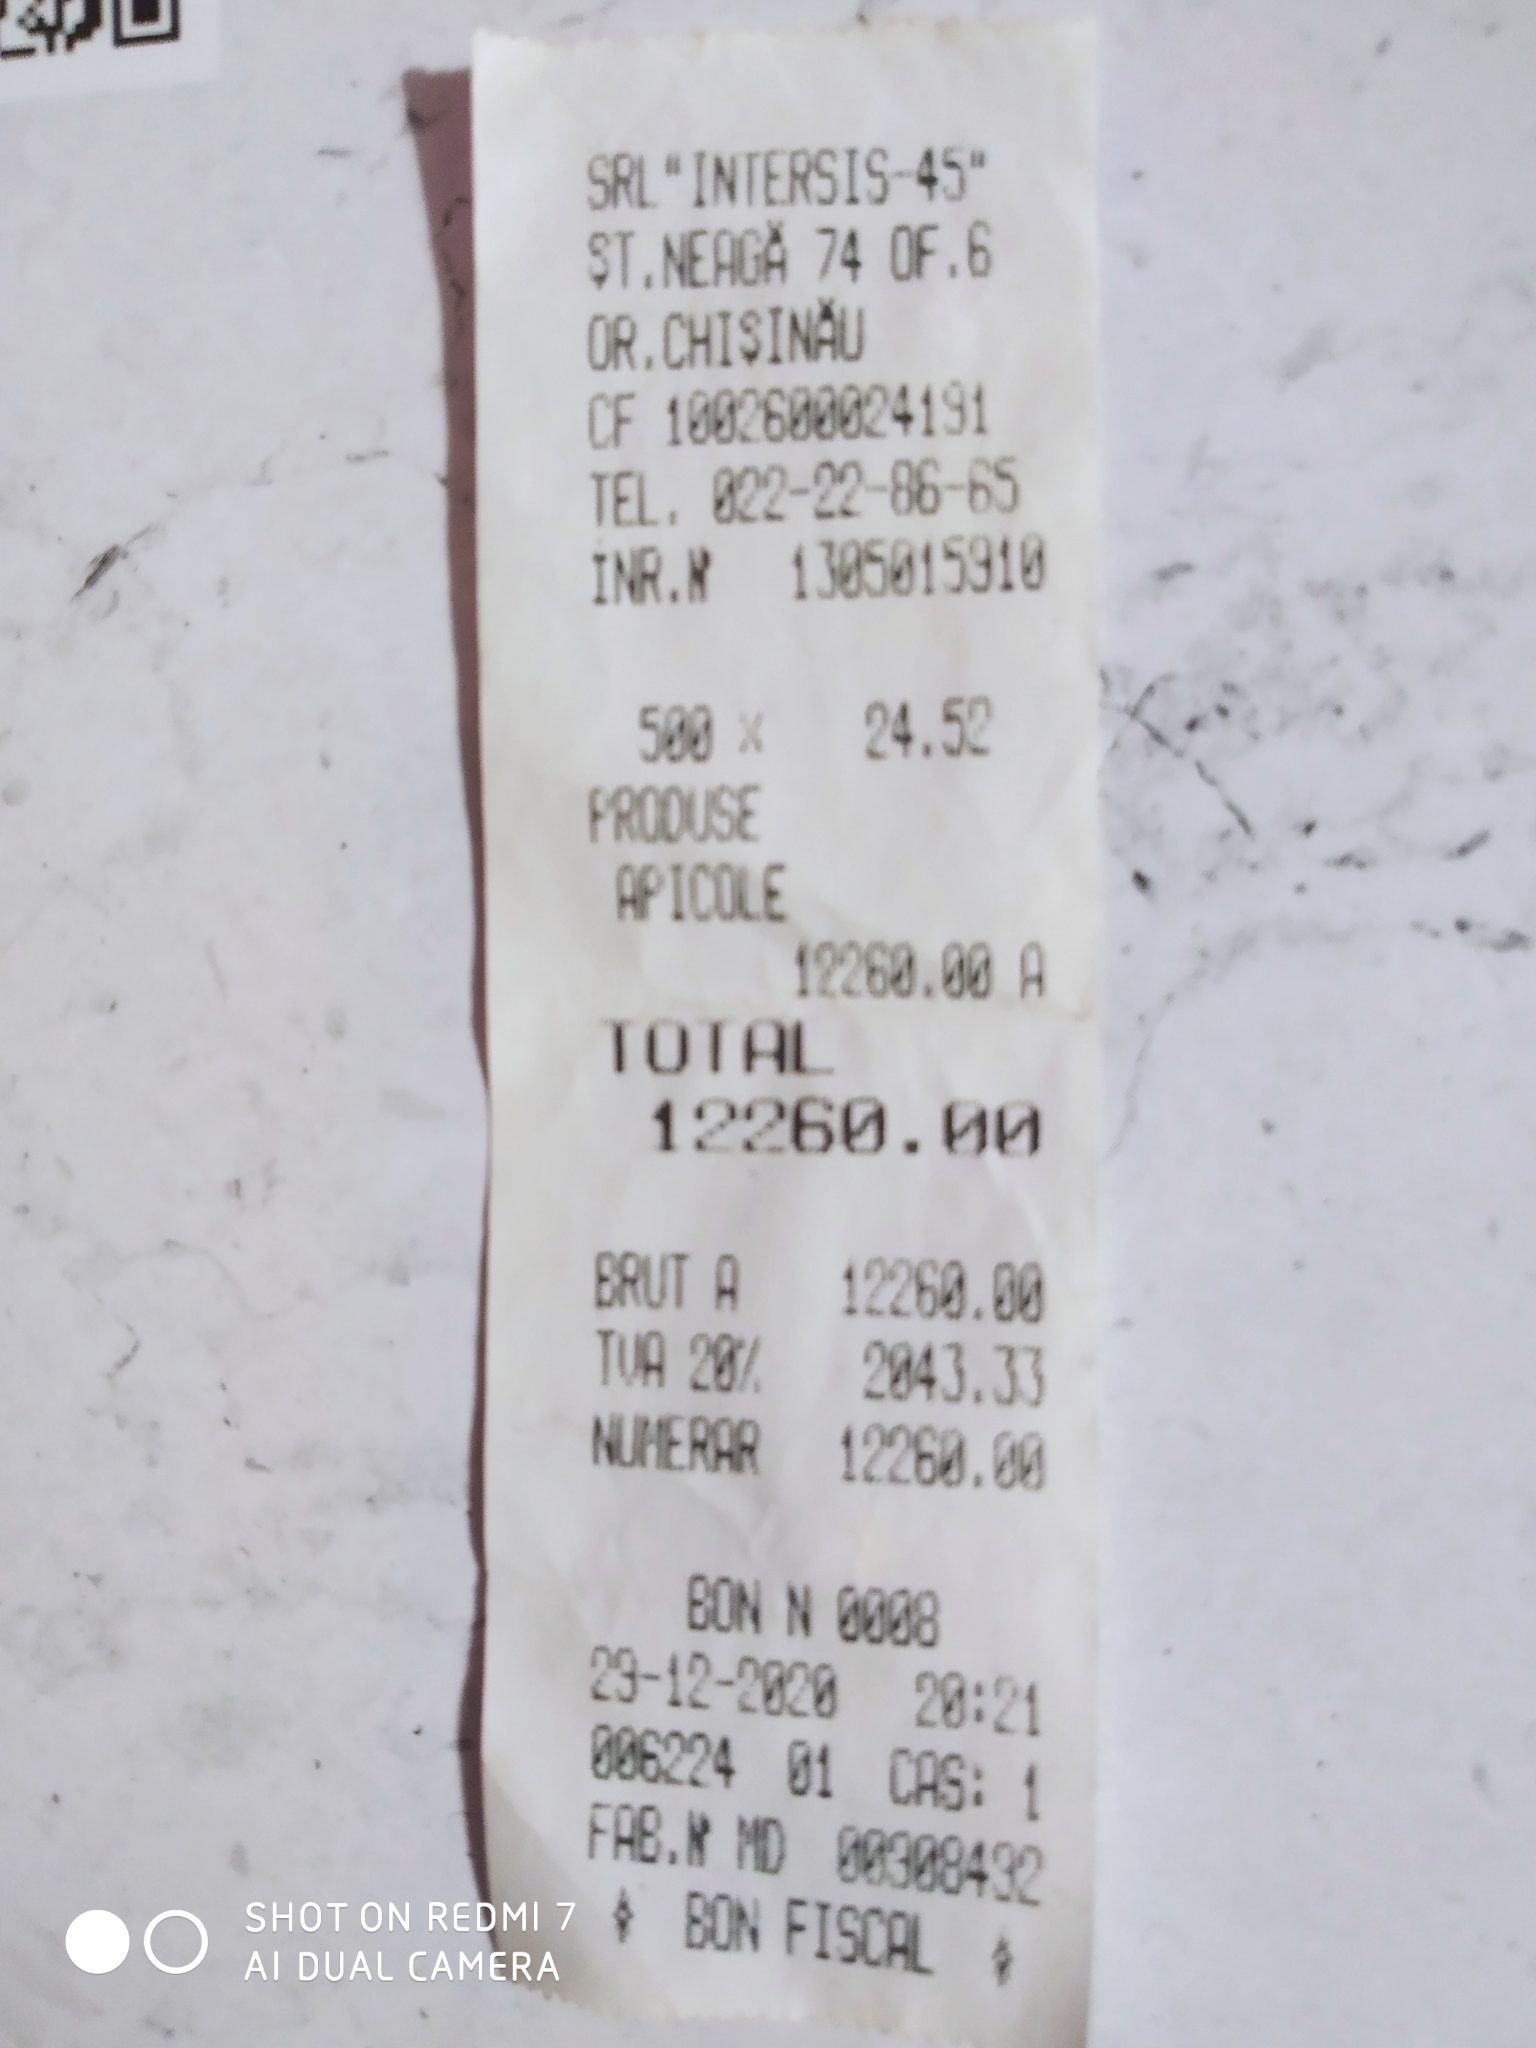 SRL "INTERSIS-45"
ȘT.NEAGĂ 74 OF.6
OR.CHIȘINĂU
CF 1002600024191
TEL. 022-22-86-65
INR.№ 1305015910
500 x 24.52
PRODUSE
APICOLE
12260.00 A
TOTAL
12260.00
BRUT A 12260.00
TVA 20% 2043.33
NUMERAR 12260.00
BON N 0008
29-12-2020 20:21
006224 01 CAS: 1
FAB.№ MD 00308492
BON FISCAL
SHOT ON REDMI 7
AI DUAL CAMERA